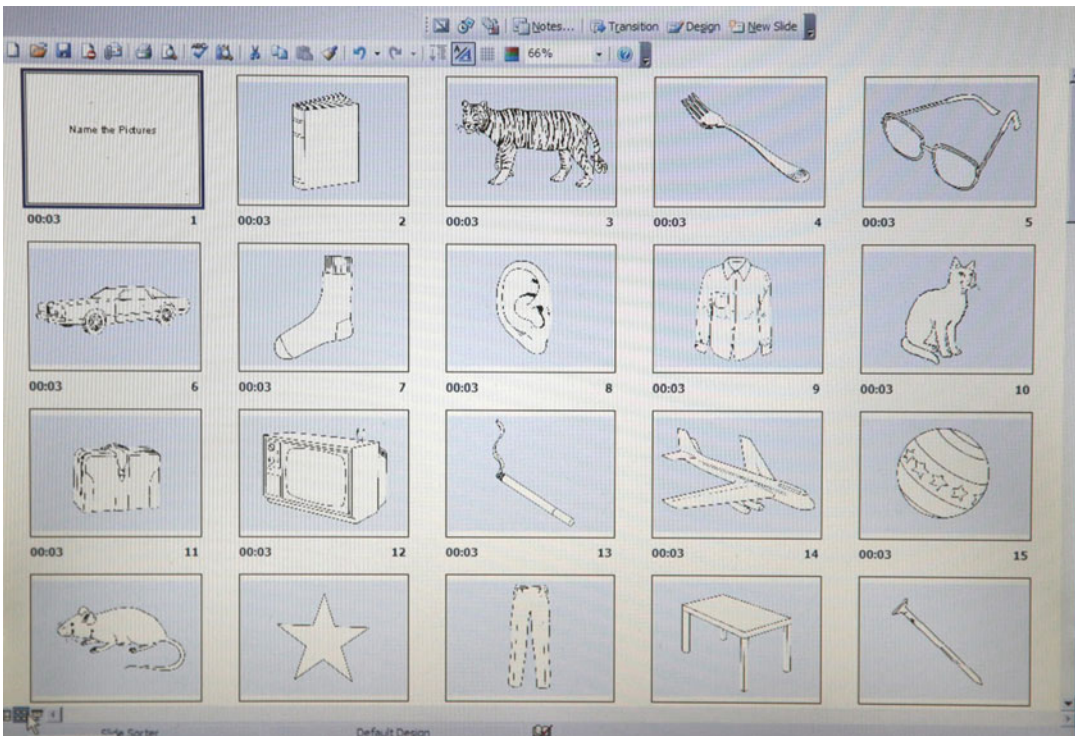 Notes... Transition Design New Slide
66%
Name the Pictures
00:03 1 00:03 2 00:03 3 00:03 4 00:03 5
00:03 6 00:03 7 00:03 8 00:03 9 00:03 10
00:03 11 00:03 12 00:03 13 00:03 14 00:03 15
Slide Sorter Default Design